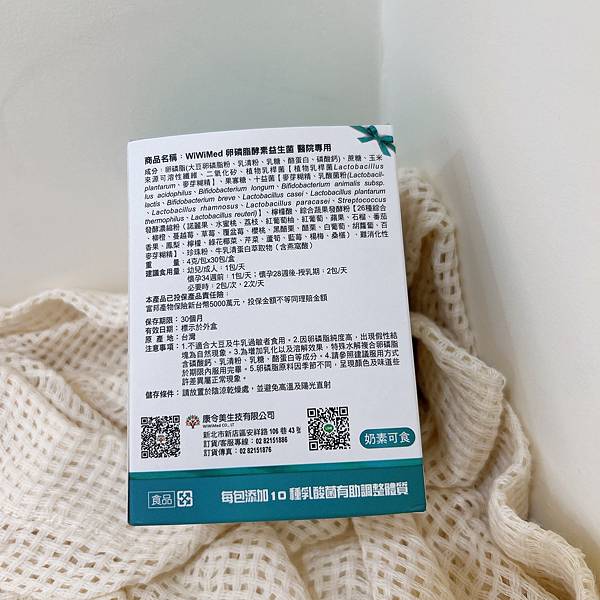 商品名稱：WiWiMed 卵磷脂酵素益生菌 醫院專用
成分：卵磷脂(大豆卵磷脂粉、乳清粉、乳糖、酪蛋白、磷酸鈣)、蔗糖、玉米
來源可溶性纖維、二氧化矽、植物乳桿菌【植物乳桿菌Lactobacillus
plantarum、麥芽糊精】、果寡糖、十益菌【麥芽糊精、乳酸菌粉(Lactobacil-
lus acidophilus、Bifidobacterium longum、Bifidobacterium animalis subsp.
lactis、Bifidobacterium breve、Lactobacillus casei、Lactobacillus plantarum
、Lactobacillus rhamnosus、Lactobacillus paracasei、Streptococcus
thermophilus、Lactobacillus reuteri)】、檸檬酸、綜合蔬果發酵粉【26種綜合
發酵濃縮粉(諾麗果、水蜜桃、荔枝、紅葡萄柚、紅葡萄、蘋果、石榴、番茄
、柳橙、蔓越莓、草莓、覆盆莓、櫻桃、黑醋栗、酪梨、白葡萄、胡蘿蔔、百
香果、鳳梨、檸檬、綠花椰菜、芹菜、蘆筍、藍莓、楊梅、桑椹)、難消化性
麥芽糊精】、珍珠粉、牛乳清蛋白萃取物（含燕窩酸）
重　　量：4克/包x30包/盒
建議食用量：幼兒/成人：1包/天
懷孕34週前：1包/天；懷孕28週後-授乳期：2包/天
必要時：2包/次、2次/天
本產品已投保產品責任險：
富邦產物保險新台幣5000萬元，投保金額不等同理賠金額
保存期限：30個月
有效日期：標示於外盒
原 產 地：台灣
注意事項：1.不適合大豆及牛乳過敏者食用。2.因卵磷脂純度高，出現假性結
塊為自然現象。3.為增加乳化以及溶解效果，特殊水解複合卵磷脂
含磷酸鈣、乳清粉、乳糖、酪蛋白等成分。4.請參照建議服用方式
於期限內服用完畢。5.卵磷脂原料因季節不同，呈現顏色及味道些
許差異屬正常現象。
儲存條件：請放置於陰涼乾燥處，並避免高溫及陽光直射
康令美生技有限公司
WiWiMed CO., LT
新北市新店區安祥路 106 巷 43 號
訂貨/客服專線：02 82151886
訂貨傳真：02 82151876
奶素可食
食品
每包添加10 種乳酸菌有助調整體質